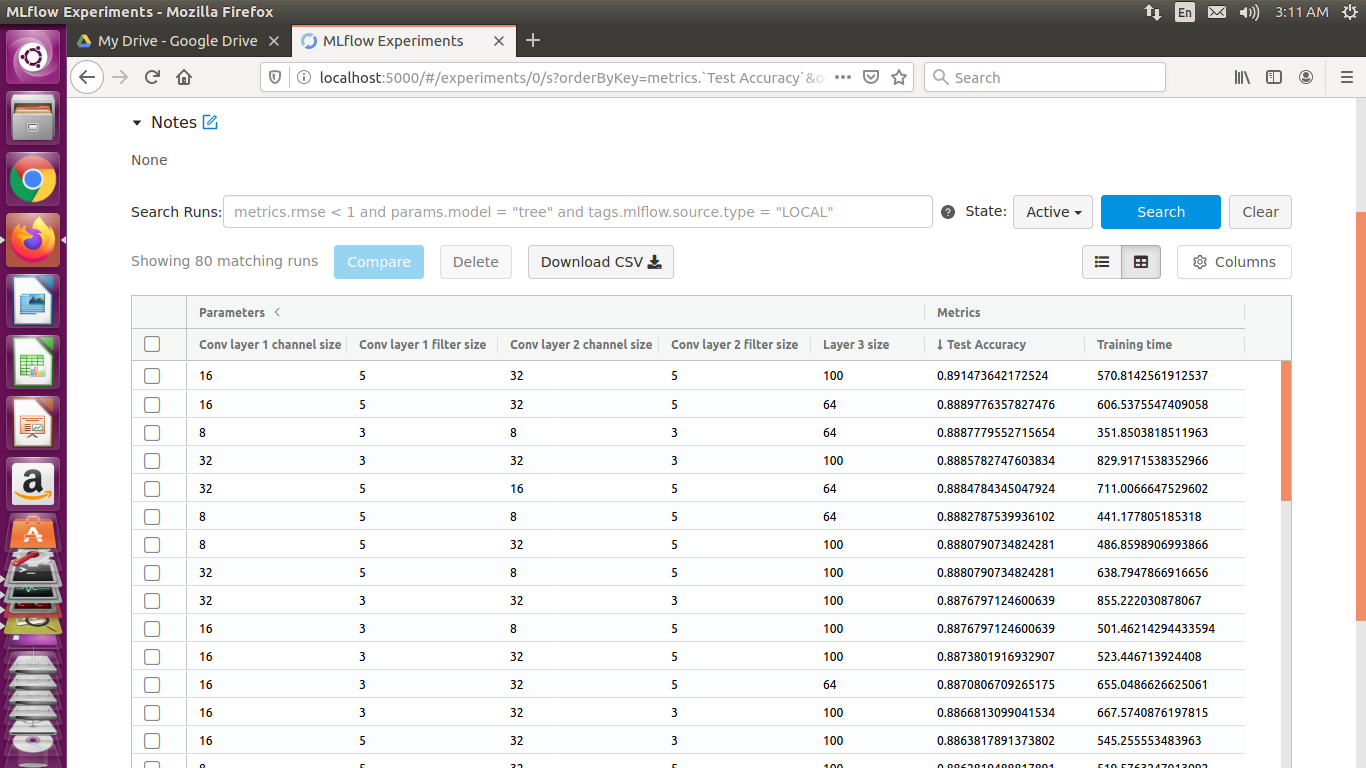 MLflow Experiments - Mozilla Firefox En 3:11 AM
My Drive - Google Drive MLflow Experiments
localhost:5000/#/experiments/0/s?orderByKey=metrics.`Test Accuracy`&o Search
Notes
None
Search Runs: metrics.rmse < 1 and params.model = "tree" and tags.mlflow.source.type = "LOCAL" ? State: Active Search Clear
Showing 80 matching runs Compare Delete Download CSV Columns
Parameters < Metrics
Conv layer 1 channel size Conv layer 1 filter size Conv layer 2 channel size Conv layer 2 filter size Layer 3 size ↓ Test Accuracy Training time
16 5 32 5 100 0.891473642172524 570.8142561912537
16 5 32 5 64 0.8889776357827476 606.5375547409058
8 3 8 3 64 0.8887779552715654 351.8503818511963
32 3 32 3 100 0.8885782747603834 829.9171538352966
32 5 16 5 64 0.8884784345047924 711.0066647529602
8 5 8 5 64 0.8882787539936102 441.177805185318
8 5 32 5 100 0.8880790734824281 486.8598906993866
32 5 8 5 100 0.8880790734824281 638.7947866916656
32 3 32 3 100 0.8876797124600639 855.222030878067
16 3 8 5 100 0.8876797124600639 501.46214294433594
16 3 32 5 100 0.8873801916932907 523.446713924408
16 3 32 5 64 0.8870806709265175 655.0486626625061
16 3 32 3 100 0.8866813099041534 667.5740876197815
16 5 32 3 100 0.8863817891373802 545.255553483963
8 5 32 5 100